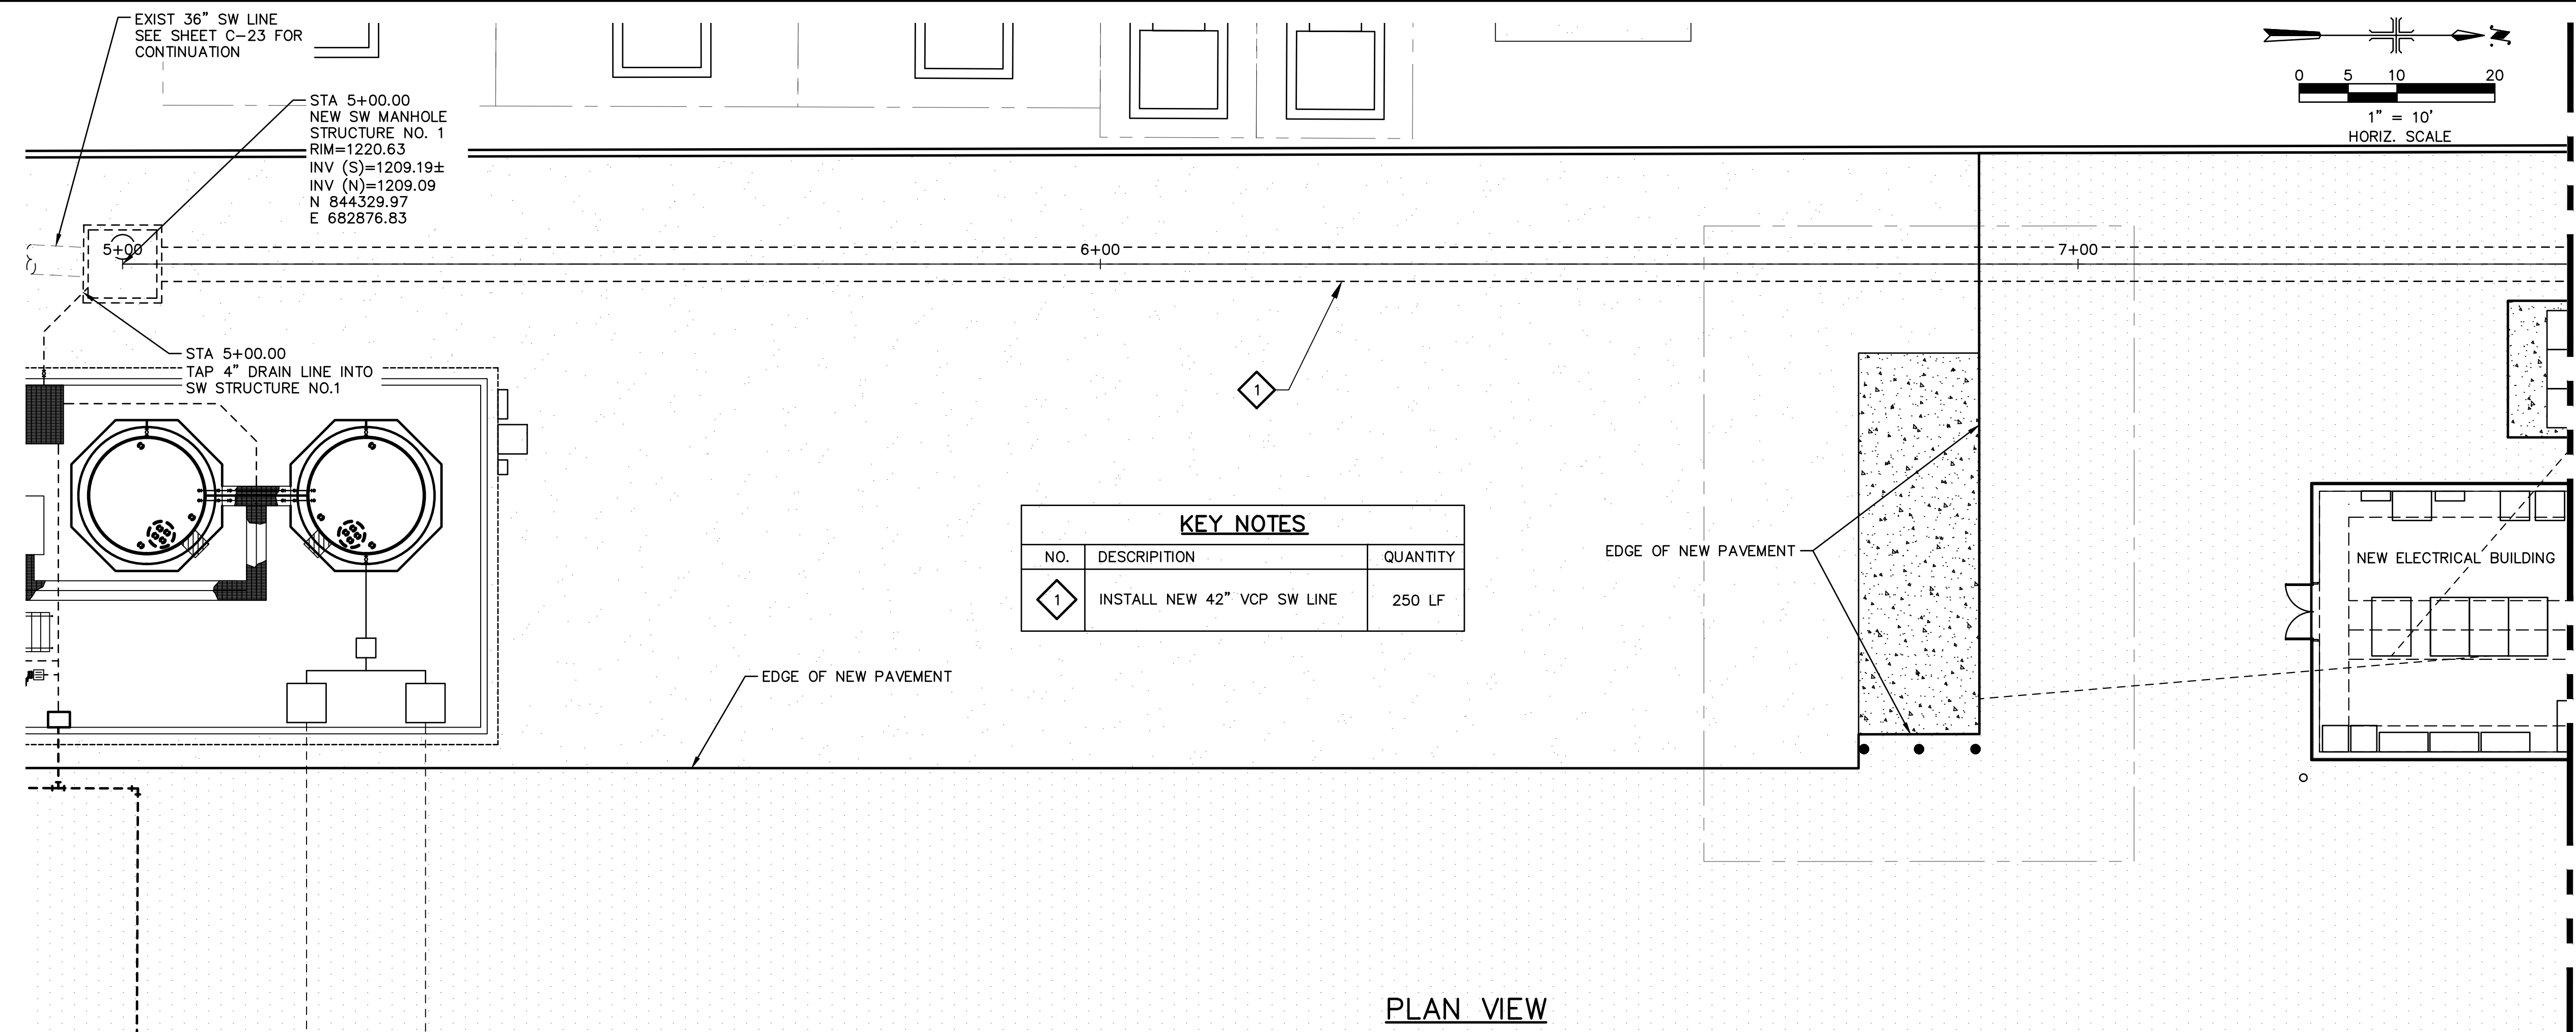 EXIST 36" SW LINE
SEE SHEET C-23 FOR
CONTINUATION
STA 5+00.00
NEW SW MANHOLE
STRUCTURE NO. 1
RIM=1220.63
INV (S)=1209.19±
INV (N)=1209.09
N 844329.97
E 682876.83
N
0 5 10 20
1" = 10'
HORIZ. SCALE
5+00
6+00
7+00
STA 5+00.00
TAP 4" DRAIN LINE INTO
SW STRUCTURE NO.1
1
KEY NOTES
NO. DESCRIPITION QUANTITY
1 INSTALL NEW 42" VCP SW LINE 250 LF
EDGE OF NEW PAVEMENT
NEW ELECTRICAL BUILDING
EDGE OF NEW PAVEMENT
PLAN VIEW